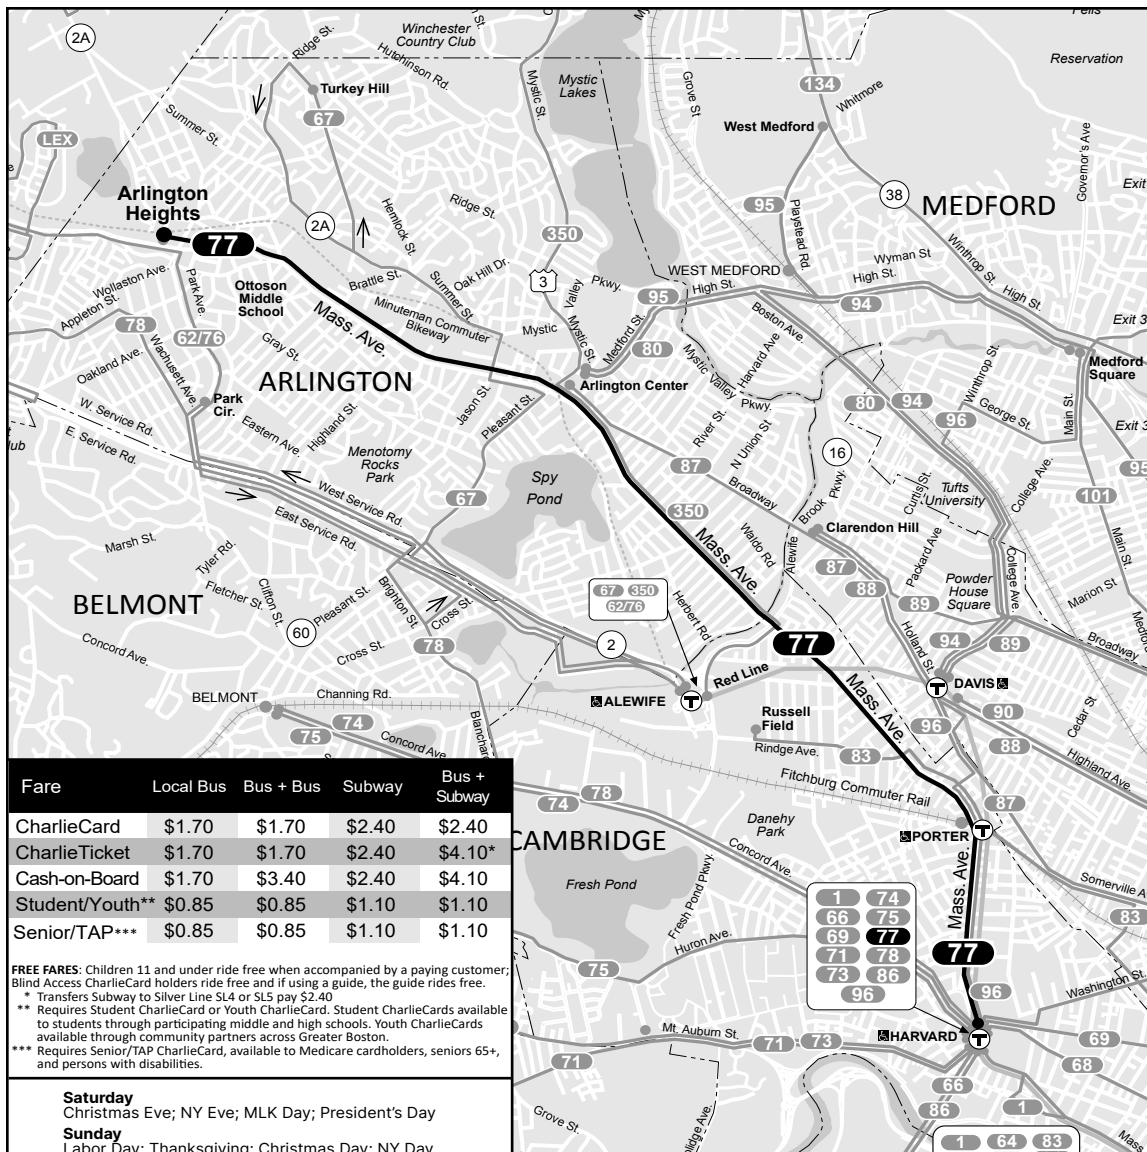 Fells
2A
Winchester
Country Club
Ridge St.
Hutchinson Rd.
Mystic St.
Mystic
Lakes
Grove St
134
Whitmore
Reservation
Turkey Hill
67
Summer St.
LEX
West Medford
Governor's Ave
Exit
Arlington
Heights
77
2A
Hemlock St.
Ridge St.
350
3
95
Playstead Rd.
38
MEDFORD
Winthrop St.
Wyman St
High St.
High St.
WEST MEDFORD
High St.
95
94
Exit 3
Wollaston Ave.
Appleton St.
Park Ave.
Ottoson
Middle
School
Brattle St.
Summer St.
Oak Hill Dr.
Valley
Pkwy.
Mystic
Mystic St.
Medford St.
80
Boston Ave.
Minuteman Commuter
Bikeway
Mass. Ave.
78
62/76
Wachusett Ave.
Oakland Ave.
Gray St.
ARLINGTON
Arlington Center
Mystic Valley
Pkwy.
Harvard Ave
Medford
Square
Winthrop St.
George St.
Main St.
80
94
96
Exit 3
lub
W. Service Rd.
E. Service Rd.
Park
Cir.
Eastern Ave.
Highland St.
Jason St.
Pleasant St.
Menotomy
Rocks
Park
River St.
N Union St.
16
87
Broadway
College Ave.
95
101
West Service Rd.
East Service Rd.
67
Spy
Pond
350
Mass. Ave.
Waldo Rd
Alewife
Brook
Pkwy.
Clarendon Hill
Curtis St.
Tufts
University
Packard Ave
Main St.
Marsh St.
Tyler Rd.
Fletcher St.
Clifton St.
Pleasant St.
Brighton St.
Cross St.
BELMONT
60
Cross St.
78
67 350
62/76
Herbert Rd
2
77
87
88
89
Powder
House
Square
College Ave.
Marion St.
Medford
Broadway
Holland St.
94
89
Concord Ave.
BELMONT
Channing Rd.
74
75
Concord Ave.
Blanchard
ALEWIFE
T
Red Line
Mass. Ave.
Russell
Field
Rindge Ave.
83
T
DAVIS
90
96
88
Cedar St.
Highland Ave.
Fitchburg Commuter Rail
87
Fare Local Bus Bus + Bus Subway Bus + Subway
CharlieCard $1.70 $1.70 $2.40 $2.40
CharlieTicket $1.70 $1.70 $2.40 $4.10*
Cash-on-Board $1.70 $3.40 $2.40 $4.10
Student/Youth** $0.85 $0.85 $1.10 $1.10
Senior/TAP*** $0.85 $0.85 $1.10 $1.10
FREE FARES: Children 11 and under ride free when accompanied by a paying customer;
Blind Access CharlieCard holders ride free and if using a guide, the guide rides free.
* Transfers Subway to Silver Line SL4 or SL5 pay $2.40
** Requires Student CharlieCard or Youth CharlieCard. Student CharlieCards available
to students through participating middle and high schools. Youth CharlieCards
available through community partners across Greater Boston.
*** Requires Senior/TAP CharlieCard, available to Medicare cardholders, seniors 65+,
and persons with disabilities.
Saturday
Christmas Eve; NY Eve; MLK Day; President's Day
Sunday
Labor Day; Thanksgiving; Christmas Day; NY Day
74
78
CAMBRIDGE
Danehy
Park
Concord Ave.
PORTER
T
Mass. Ave.
Somerville A
83
Fresh Pond
Fresh Pond Pkwy.
Huron Ave.
75
1 74
66 75
69 77
71 78
73 86
96
77
96
Washington St.
Mt. Auburn St.
71
71
73
HARVARD
T
69
68
66
86
1
Mass
Grove St.
1 64 83